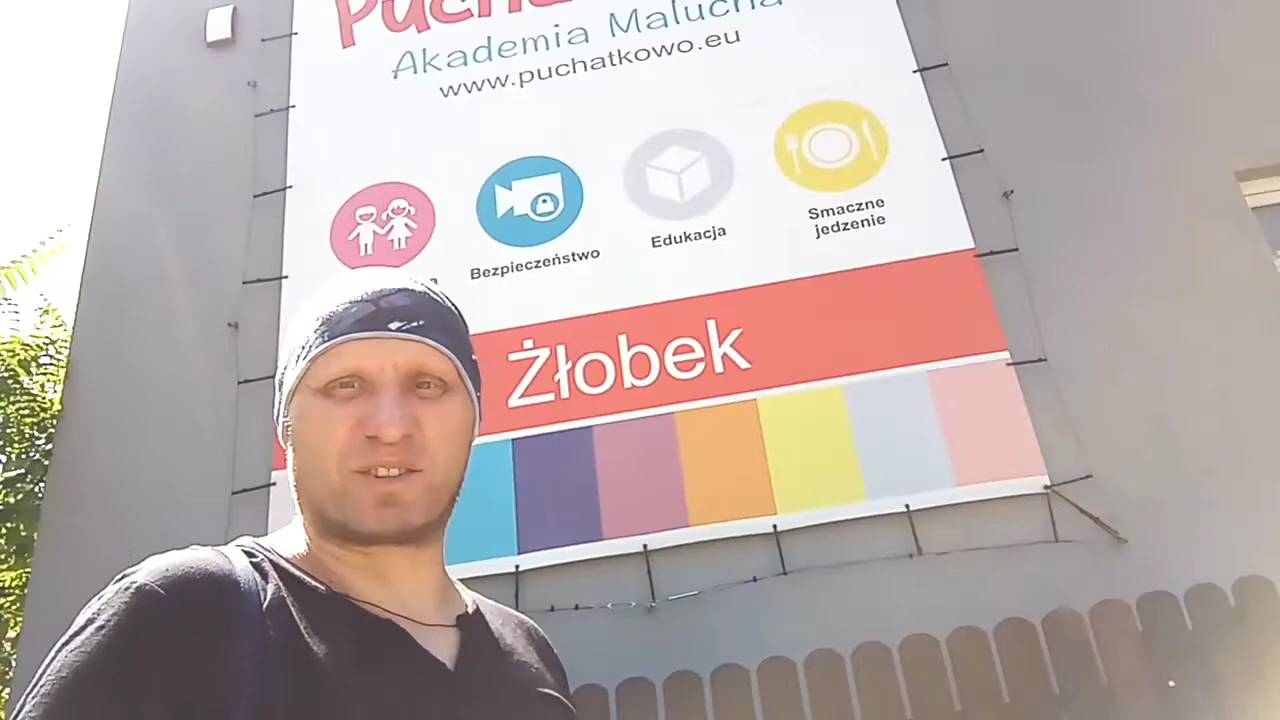 Akademia Malucha
www.puchatkowo.eu
Bezpieczeństwo
Edukacja
Smaczne
jedzenie
Żłobek